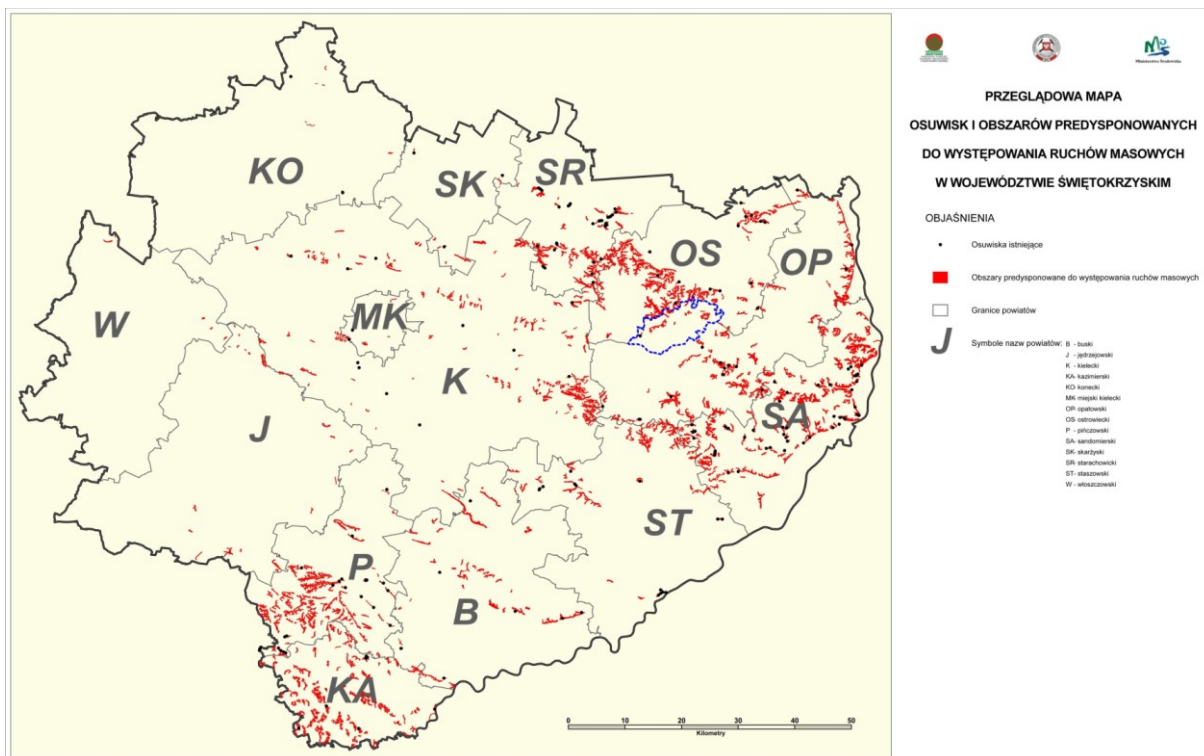 Ministerstwo Środowiska
PRZEGLĄDOWA MAPA
OSUWISK I OBSZARÓW PREDYSPONOWANYCH
DO WYSTĘPOWANIA RUCHÓW MASOWYCH
W WOJEWÓDZTWIE ŚWIĘTOKRZYSKIM
OBJAŚNIENIA
Osuwiska istniejące
Obszary predysponowane do występowania ruchów masowych
Granice powiatów
J
Symbole nazw powiatów:
B - buski
J - jędrzejowski
K - kielecki
KA- kazimierski
KO- konecki
MK- miejski kielecki
OP- opatowski
OS- ostrowiecki
P - pińczowski
SA- sandomierski
SK- skarżyski
SR- starachowicki
ST- staszowski
W - włoszczowski
KO
SK
SR
OS
OP
W
MK
K
J
SA
ST
P
B
KA
0 10 20 30 40 50
Kilometry